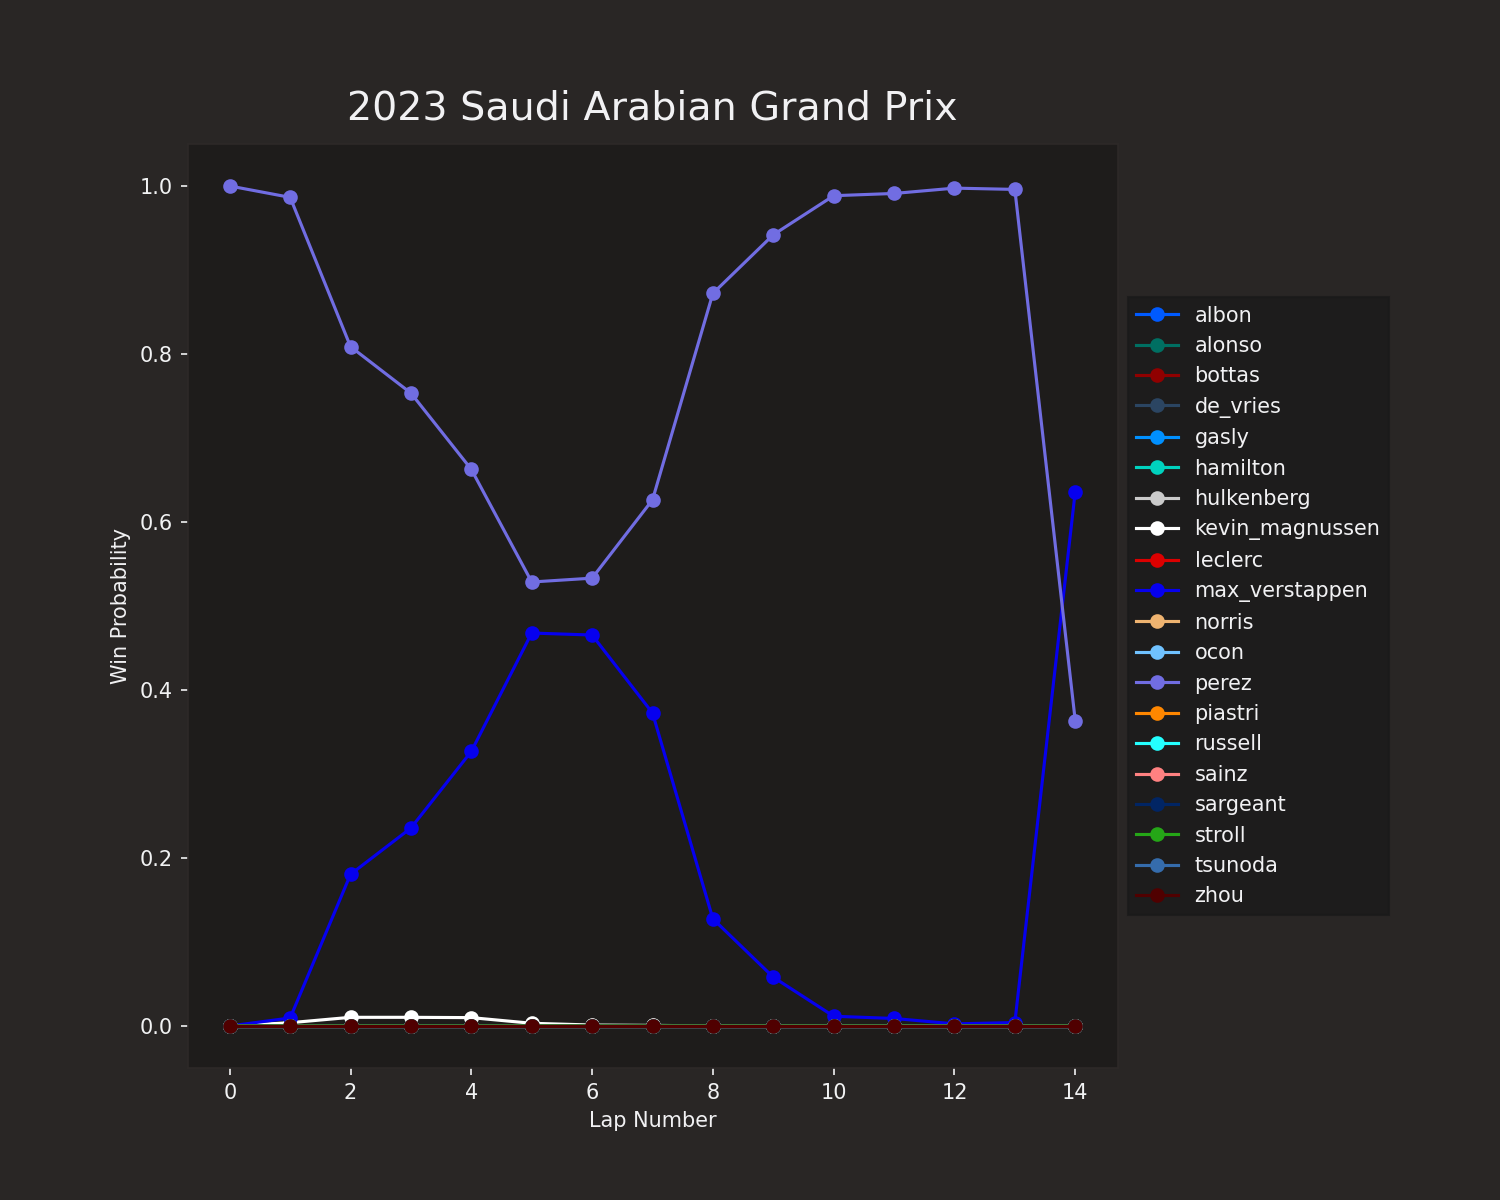 2023 Saudi Arabian Grand Prix
1.0
0.8
0.6
0.4
0.2
0.0
Win Probability
0 2 4 6 8 10 12 14
Lap Number
albon
alonso
bottas
de_vries
gasly
hamilton
hulkenberg
kevin_magnussen
leclerc
max_verstappen
norris
ocon
perez
piastri
russell
sainz
sargeant
stroll
tsunoda
zhou